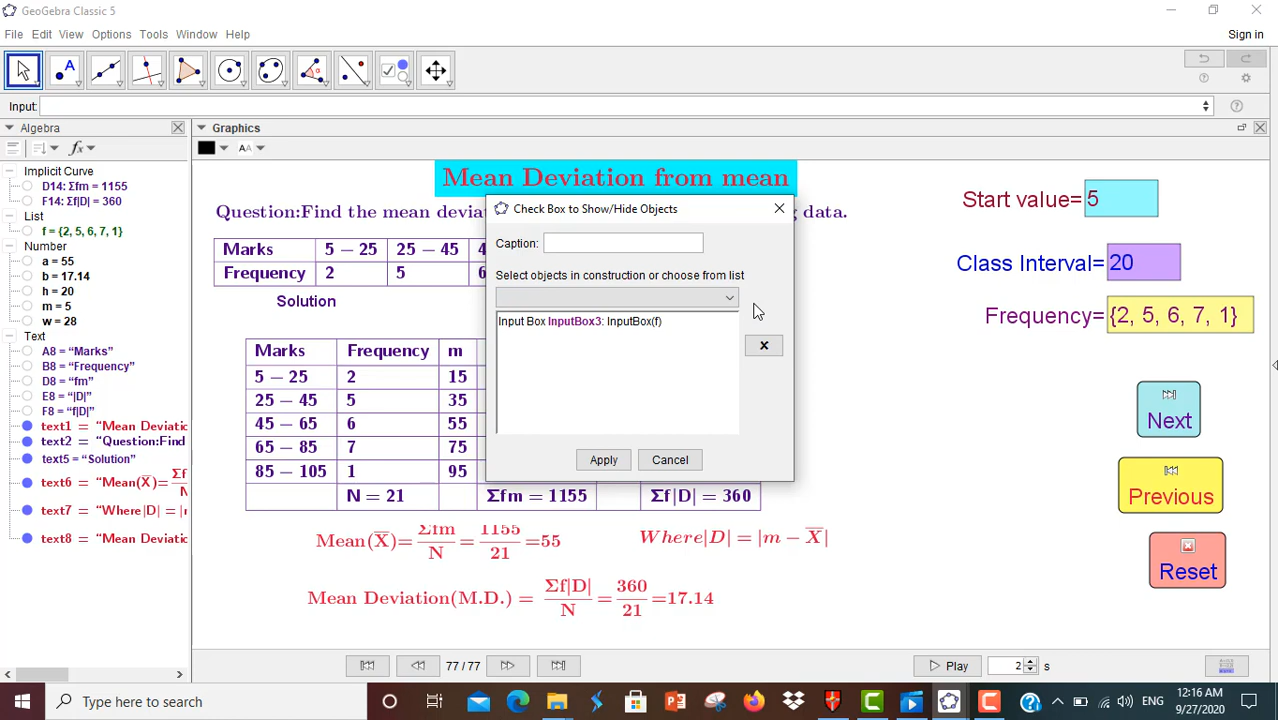 GeoGebra Classic 5
File Edit View Options Tools Window Help
Sign in
Input:
Algebra
Graphics
Implicit Curve
D14: Σfm = 1155
F14: Σf|D| = 360
List
f = {2, 5, 6, 7, 1}
Number
a = 55
b = 17.14
h = 20
m = 5
w = 28
Text
A8 = “Marks”
B8 = “Frequency”
D8 = “fm”
E8 = “|D|”
F8 = “f|D|”
text1 = “Mean Deviati
text2 = “Question:Find
text5 = “Solution”
text6 = “Mean(X̅)= Σf
text7 = “Where|D| = |m
text8 = “Mean Deviatic
Mean Deviation from mean
Question:Find the mean devia
g data.
Marks 5 − 25 25 − 45 4
Frequency 2 5 6
Solution
Marks Frequency m
5 − 25 2 15
25 − 45 5 35
45 − 65 6 55
65 − 85 7 75
85 − 105 1 95
N = 21 Σfm = 1155 Σf|D| = 360
Mean(X̅)= Σfm/N = 1155/21 =55
Where|D| = |m − X̅|
Mean Deviation(M.D.) = Σf|D|/N = 360/21 =17.14
Check Box to Show/Hide Objects
Caption:
Select objects in construction or choose from list
Input Box InputBox3: InputBox(f)
Apply Cancel
Start value= 5
Class Interval= 20
Frequency= {2, 5, 6, 7, 1}
Next
Previous
Reset
77 / 77
Play 2 s
Type here to search
ENG
12:16 AM
9/27/2020